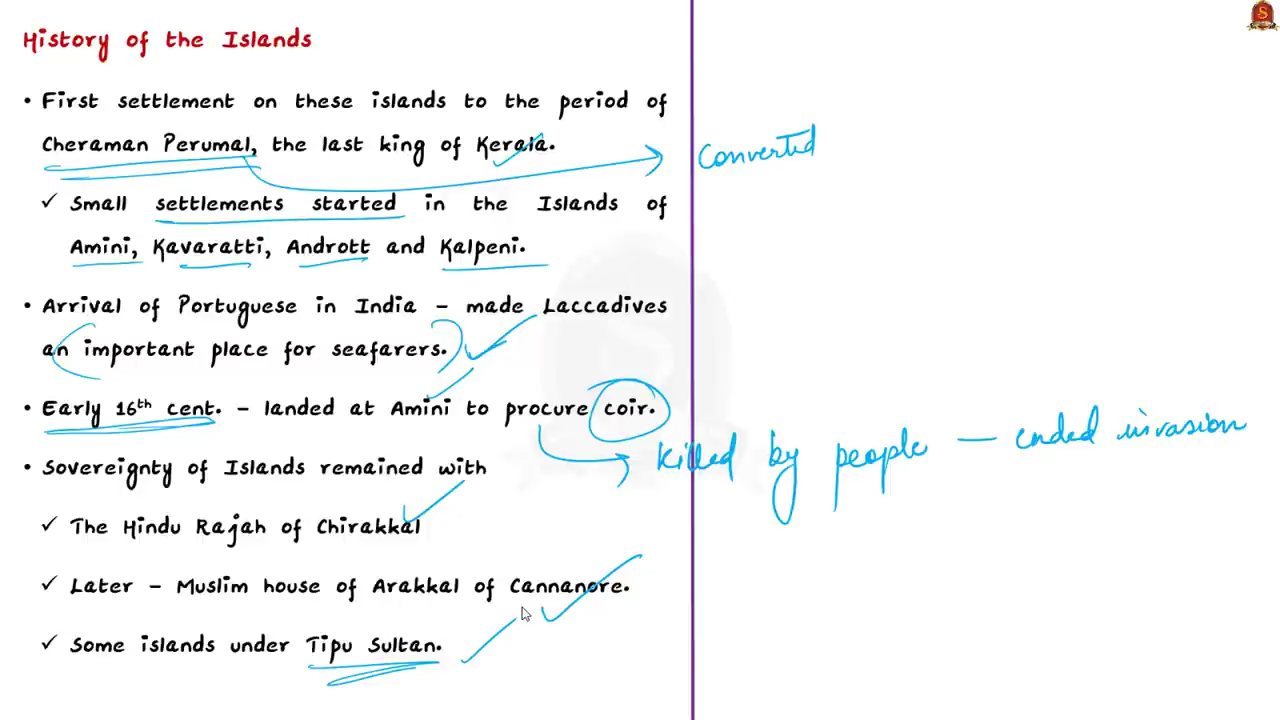 History of the Islands
• First settlement on these islands to the period of
Cheraman Perumal, the last king of Kerala.
Converted
✓ Small settlements started in the Islands of
Amini, Kavaratti, Andrott and Kalpeni.
• Arrival of Portuguese in India – made Laccadives
an important place for seafarers.
• Early 16th cent. – landed at Amini to procure coir.
killed by people — ended invasion
• Sovereignty of Islands remained with
✓ The Hindu Rajah of Chirakkal
✓ Later – Muslim house of Arakkal of Cannanore.
✓ Some islands under Tipu Sultan.